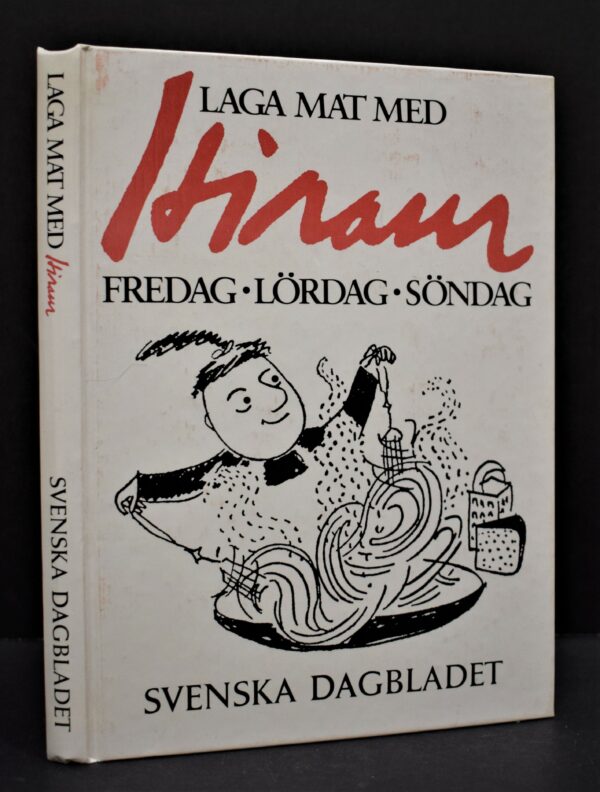 LAGA MAT MED
Hiram
FREDAG • LÖRDAG • SÖNDAG
SVENSKA DAGBLADET
LAGA MAT MED Hiram
SVENSKA DAGBLADET